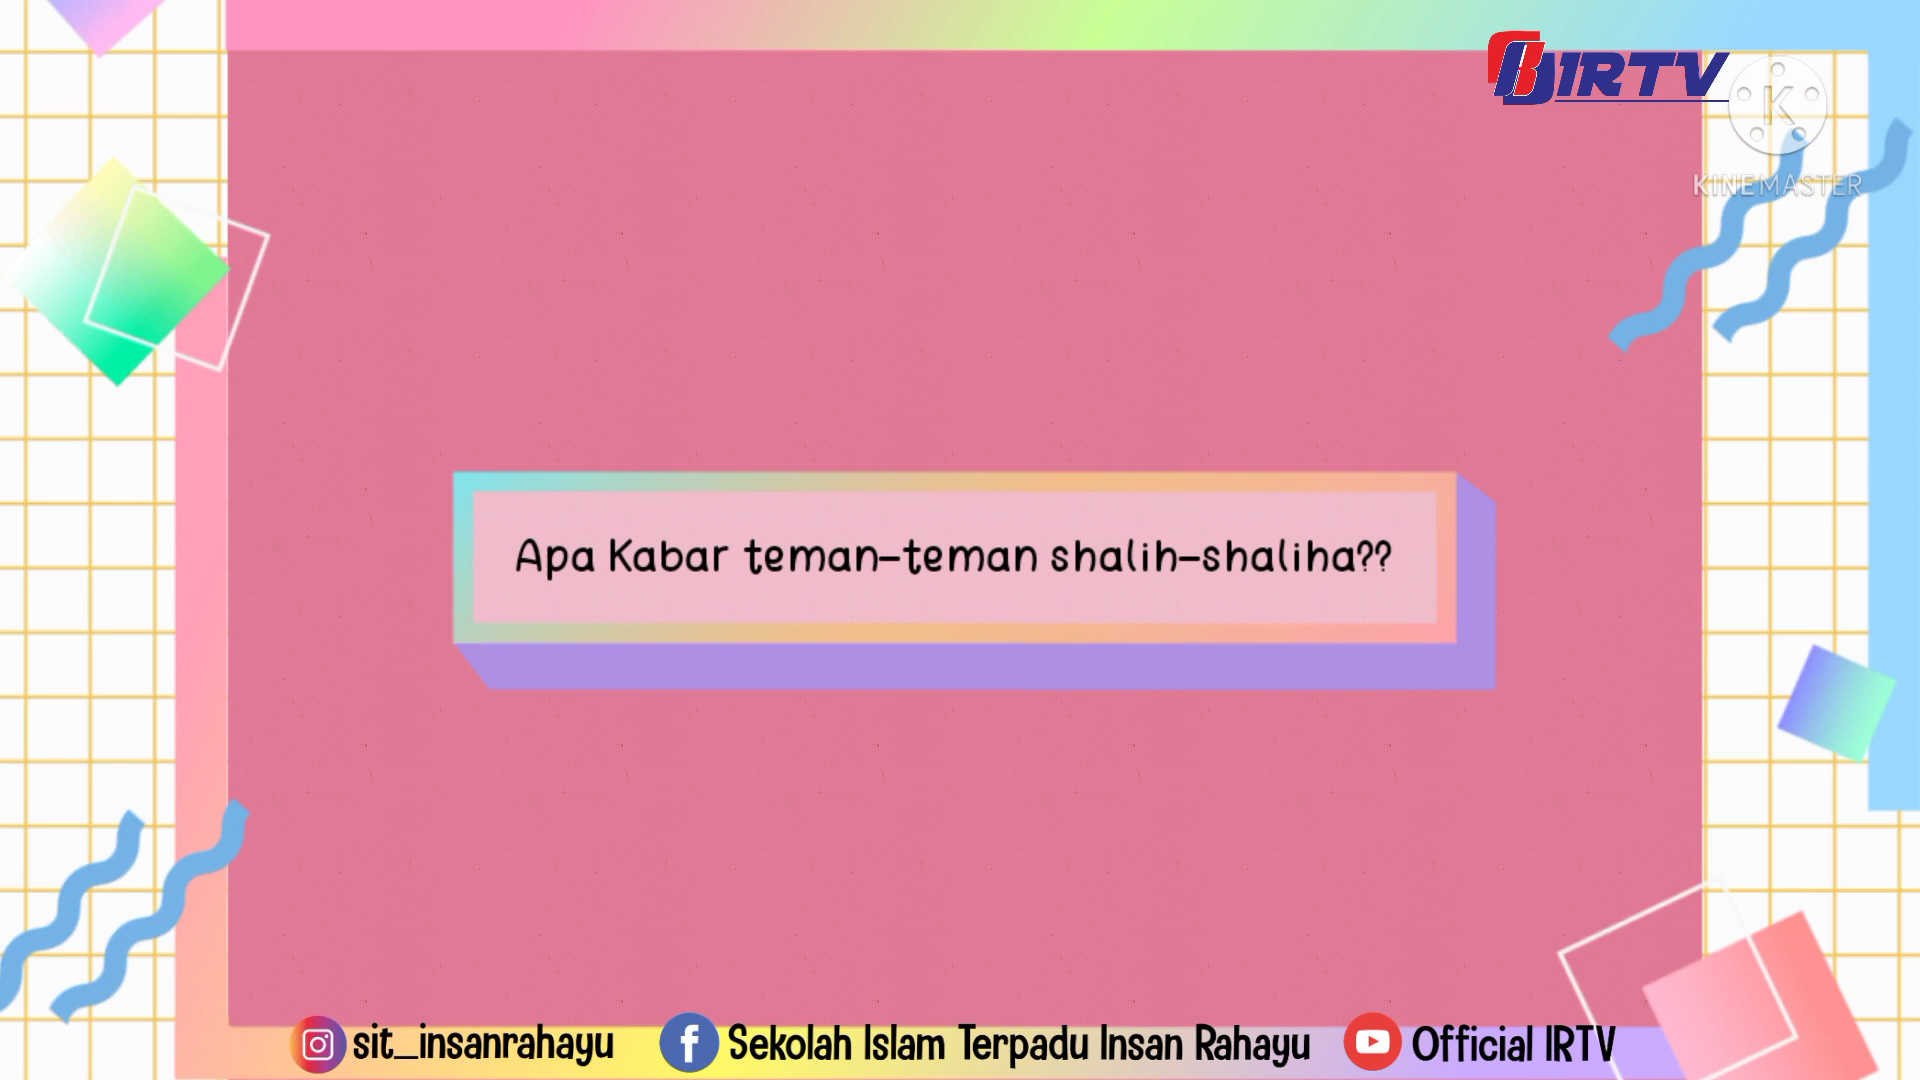 IRTV
K
KINEMASTER
Apa Kabar teman-teman shalih-shaliha??
sit_insanrahayu
Sekolah Islam Terpadu Insan Rahayu
Official IRTV